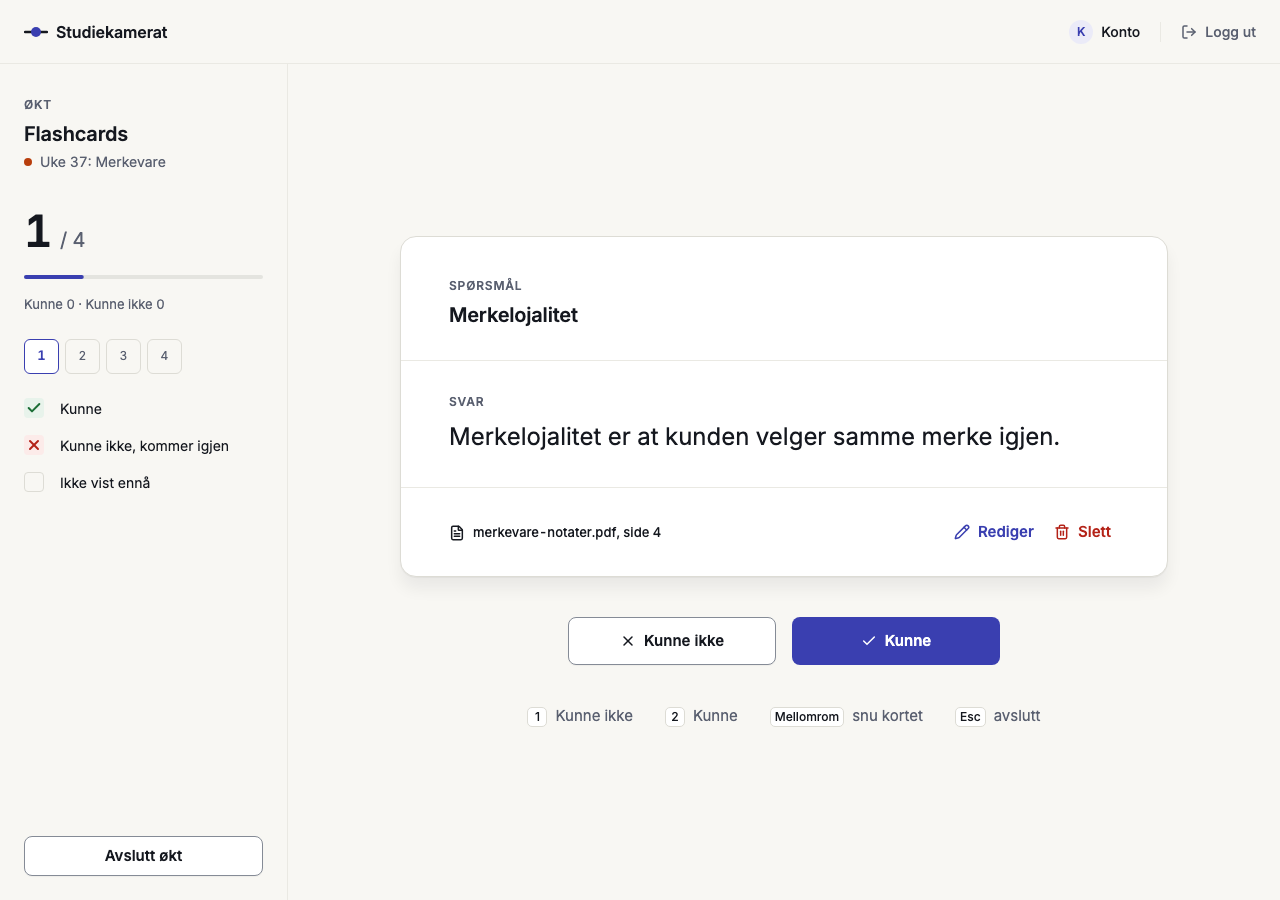 Studiekamerat
K Konto
Logg ut
ØKT
Flashcards
Uke 37: Merkevare
1 / 4
Kunne 0 · Kunne ikke 0
1 2 3 4
Kunne
Kunne ikke, kommer igjen
Ikke vist ennå
Avslutt økt
SPØRSMÅL
Merkelojalitet
SVAR
Merkelojalitet er at kunden velger samme merke igjen.
merkevare-notater.pdf, side 4
Rediger
Slett
Kunne ikke
Kunne
1 Kunne ikke
2 Kunne
Mellomrom snu kortet
Esc avslutt